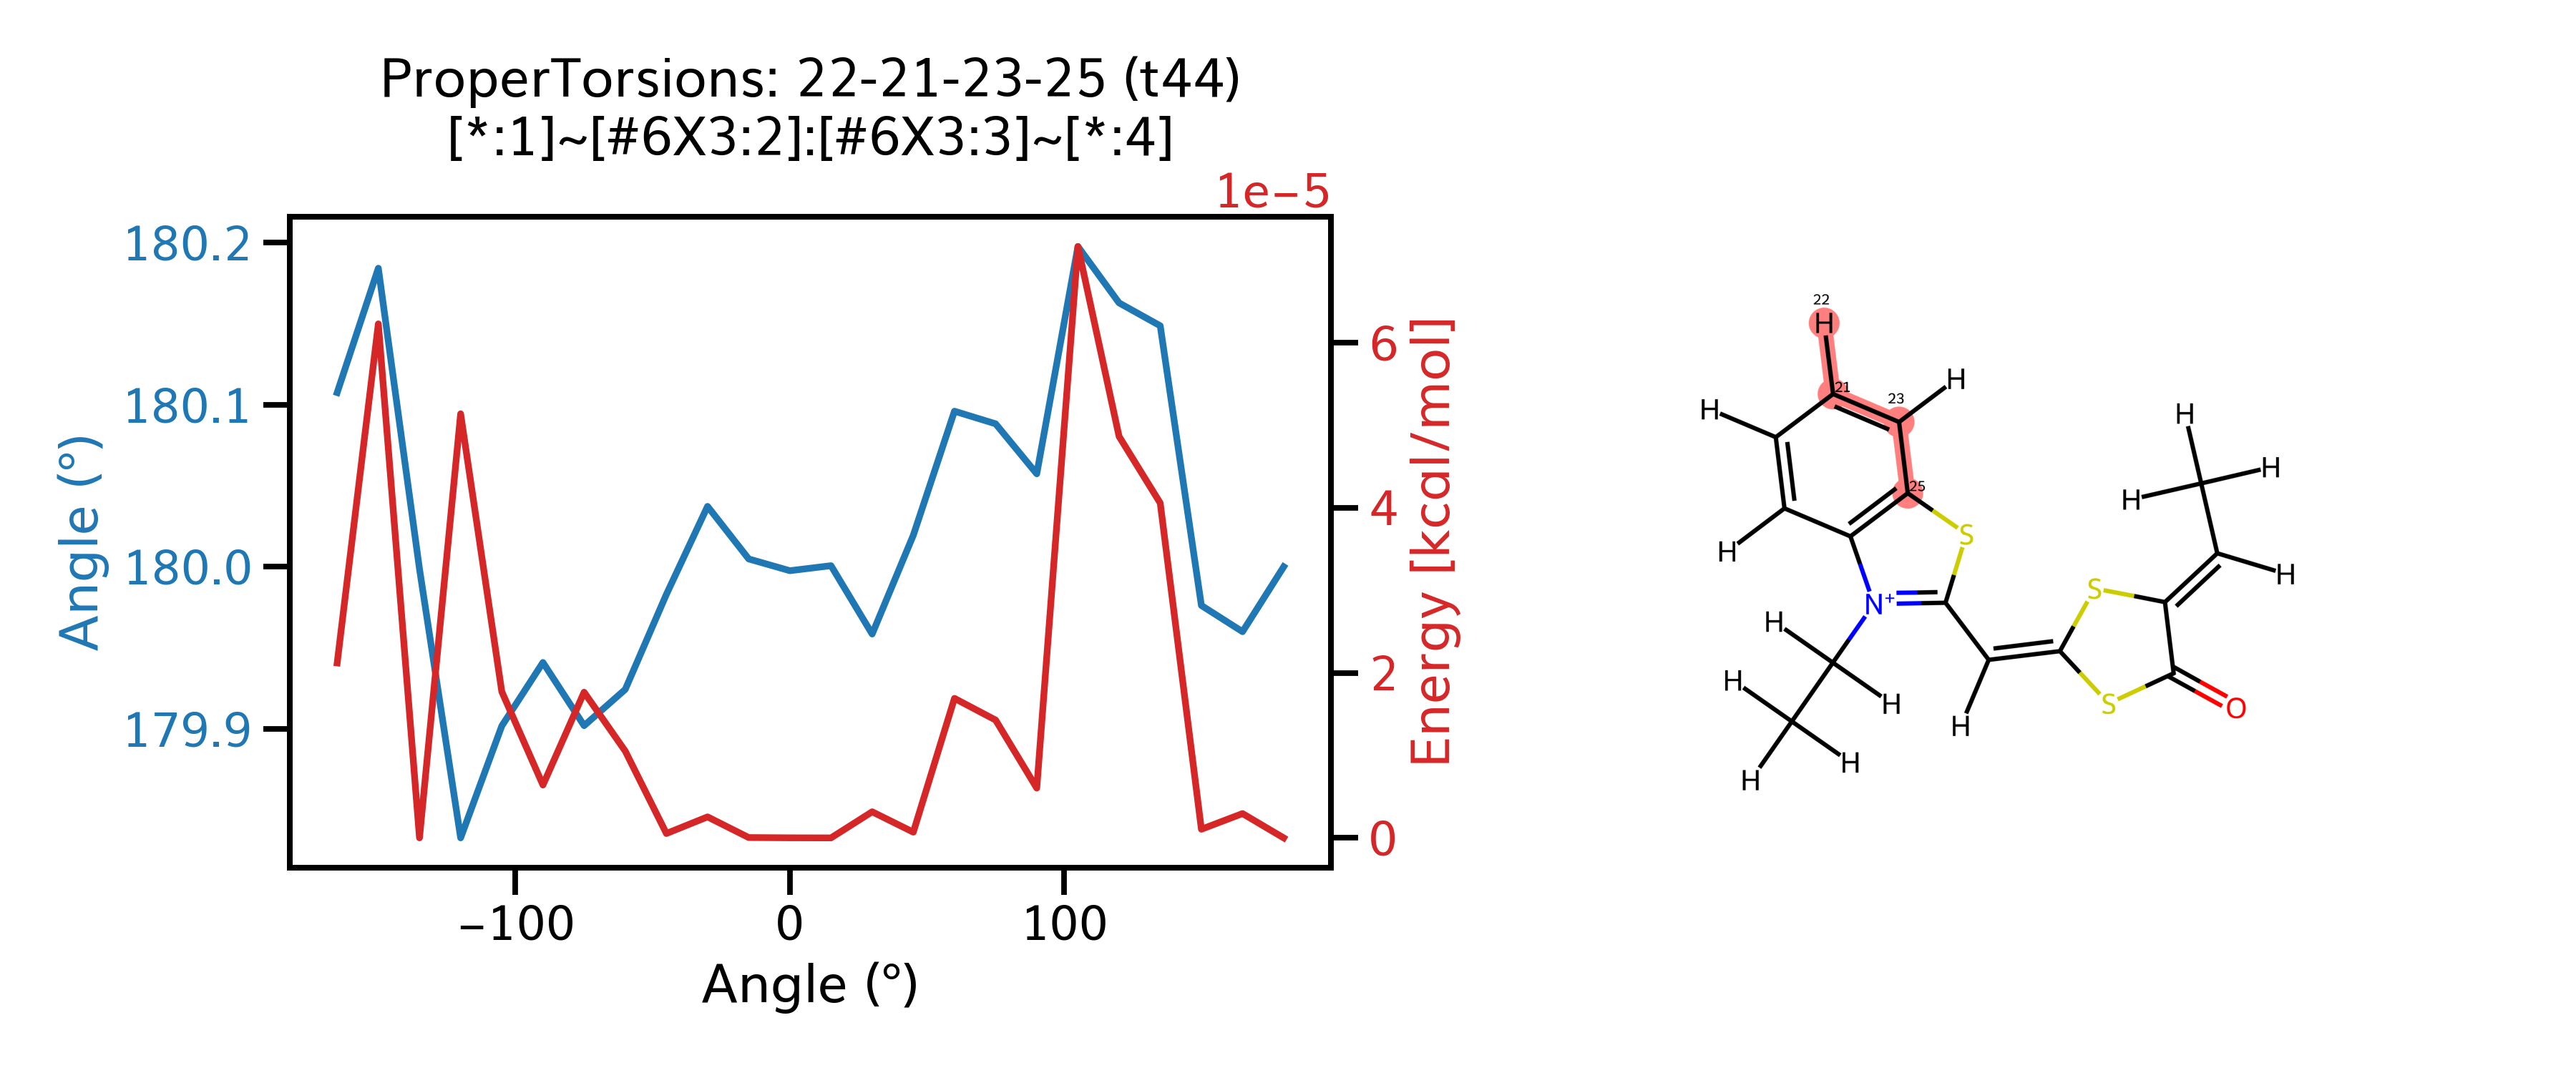 ProperTorsions: 22-21-23-25 (t44)
[*:1]~[#6X3:2]:[#6X3:3]~[*:4]
1e−5
180.2
180.1
180.0
179.9
Angle (°)
6
4
2
0
Energy [kcal/mol]
−100
0
100
Angle (°)
22
H
21
23
H
H
25
S
H
N+
H
H
H
H
H
H
H
S
S
O
H
H
H
H